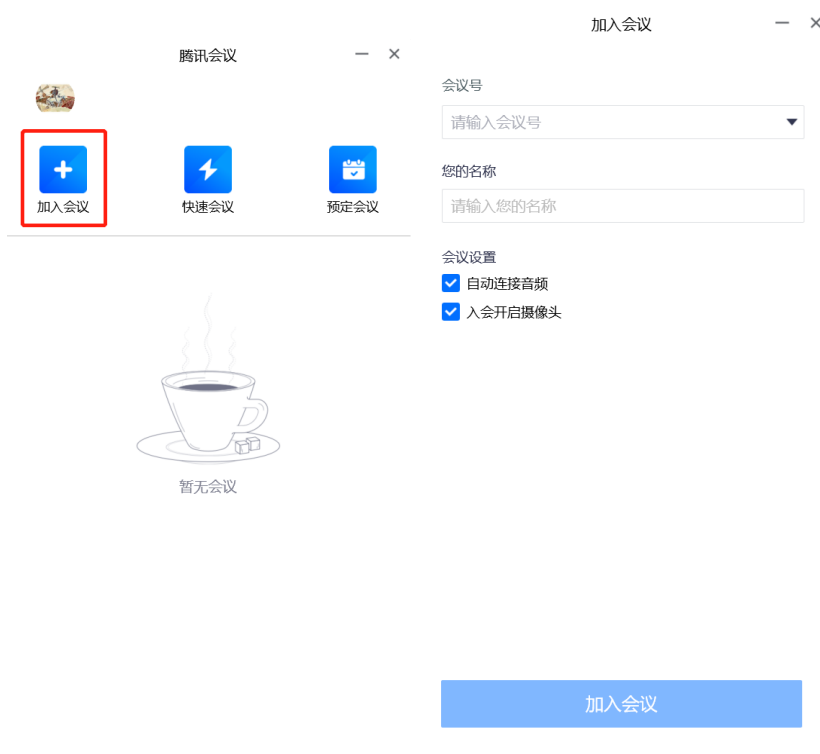 腾讯会议
加入会议
快速会议
预定会议
暂无会议
加入会议
会议号
请输入会议号
您的名称
请输入您的名称
会议设置
自动连接音频
入会开启摄像头
加入会议